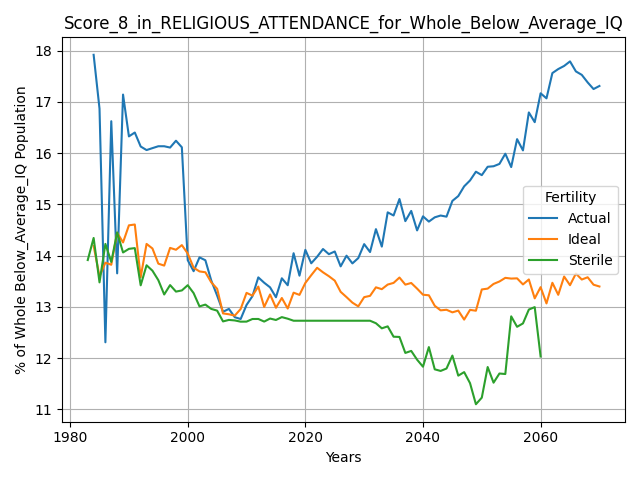 Score_8_in_RELIGIOUS_ATTENDANCE_for_Whole_Below_Average_IQ
% of Whole Below_Average_IQ Population
18
17
16
15
14
13
12
11
Fertility
Actual
Ideal
Sterile
1980 2000 2020 2040 2060
Years